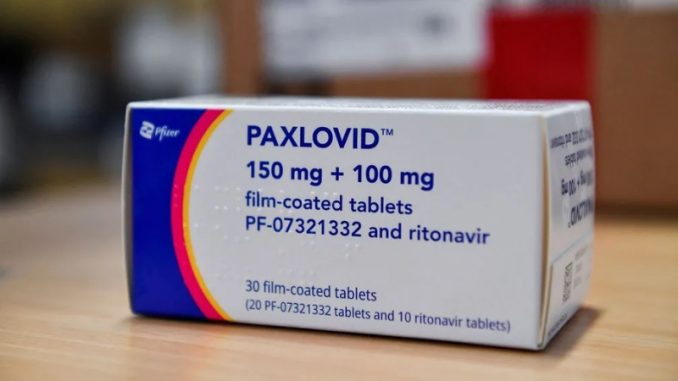 Pfizer
PAXLOVID™
150 mg + 100 mg
film-coated tablets
PF-07321332 and ritonavir
30 film-coated tablets
(20 PF-07321332 tablets and 10 ritonavir tablets)